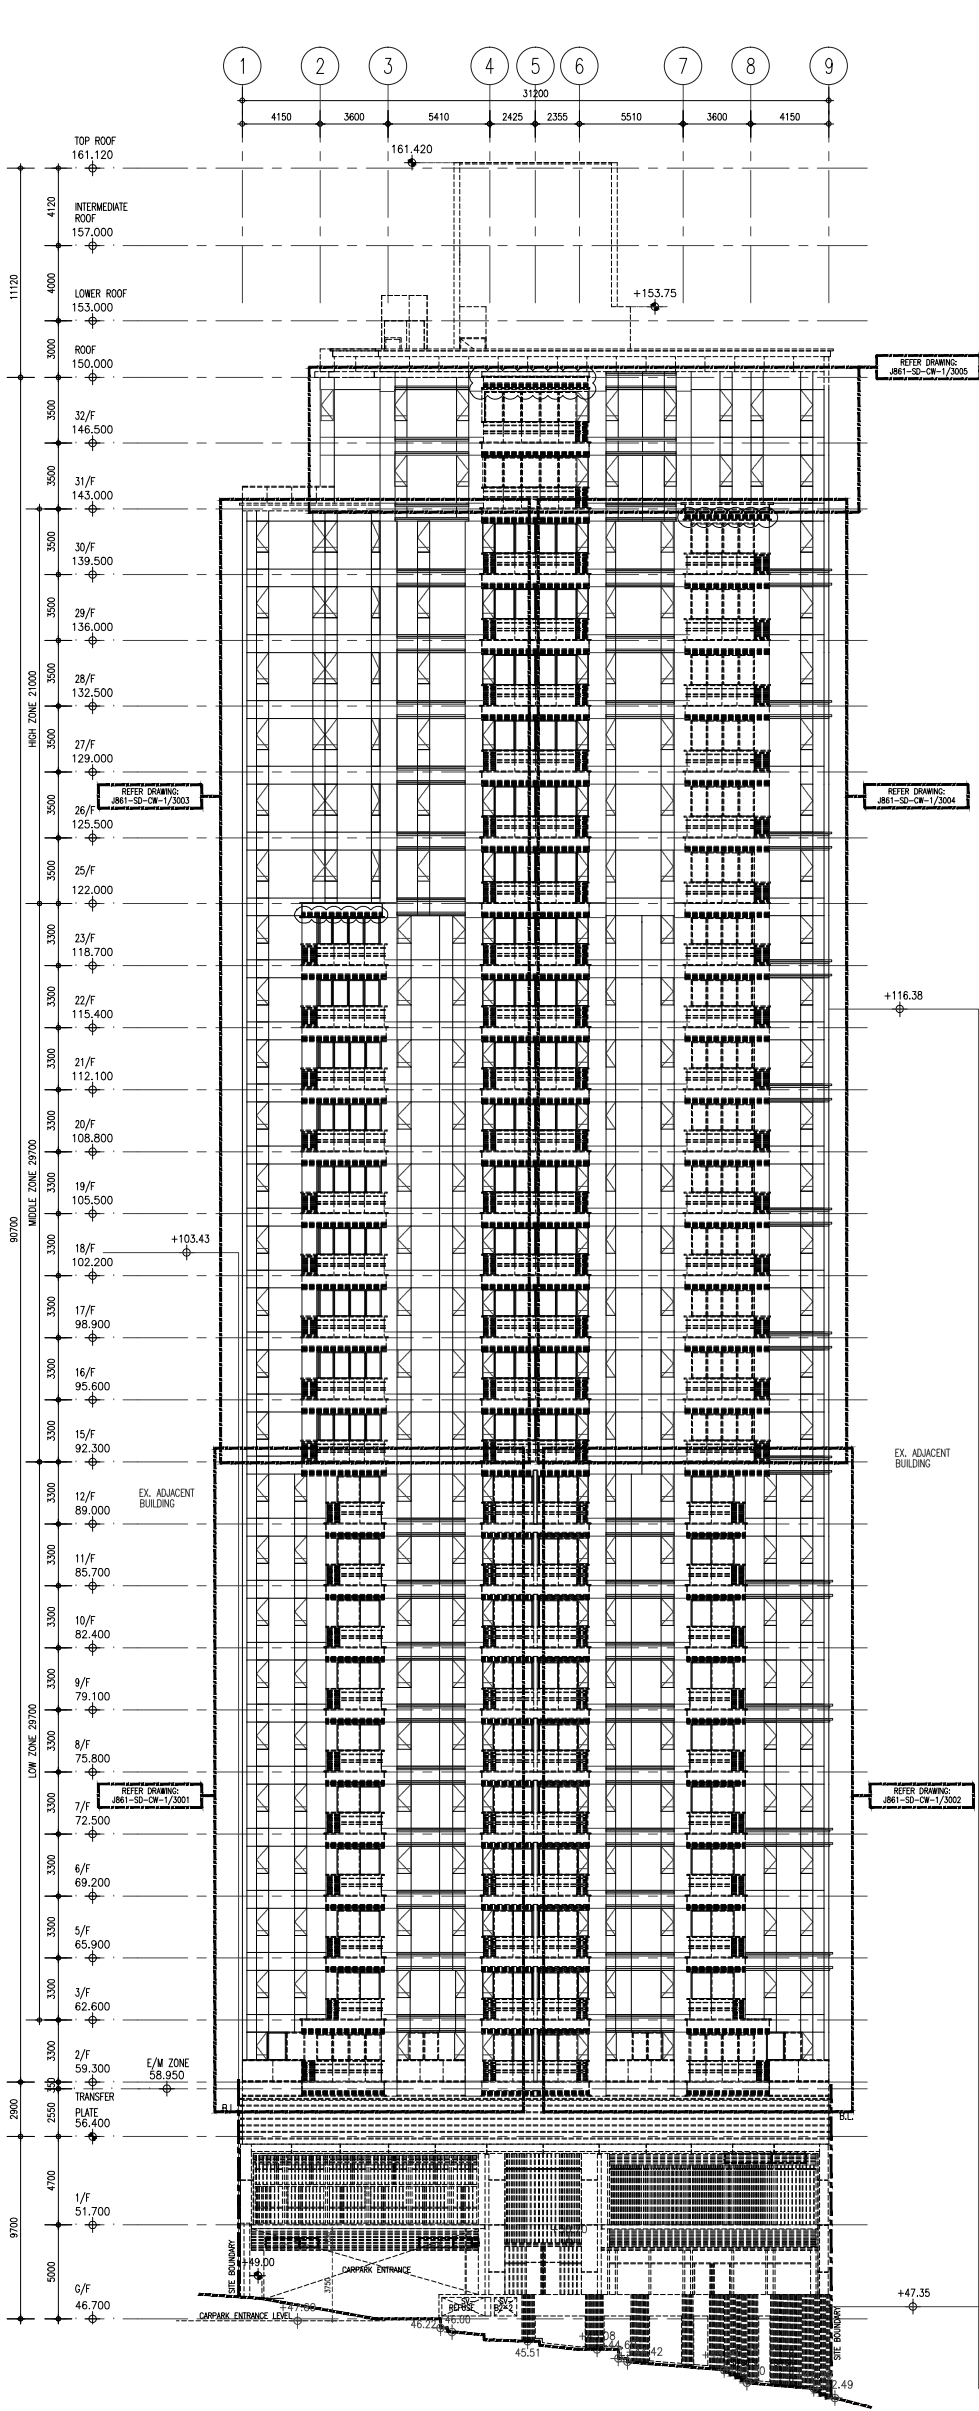 1 2 3 4 5 6 7 8 9
31200
4150 3600 5410 2425 2355 5510 3600 4150
TOP ROOF
161.120
161.420
4120
INTERMEDIATE
ROOF
157.000
11120
4000
+153.75
LOWER ROOF
153.000
3000
ROOF
150.000
REFER DRAWING:
J861-SD-CW-1/3005
3500
32/F
146.500
3500
31/F
143.000
3500
30/F
139.500
3500
29/F
136.000
3500
28/F
132.500
HIGH ZONE 21000
3500
27/F
129.000
REFER DRAWING:
J861-SD-CW-1/3003
REFER DRAWING:
J861-SD-CW-1/3004
3500
26/F
125.500
3500
25/F
122.000
3300
23/F
118.700
3300
22/F
115.400
+116.38
3300
21/F
112.100
3300
20/F
108.800
MIDDLE ZONE 29700
3300
19/F
105.500
90700
3300
+103.43
18/F
102.200
3300
17/F
98.900
3300
16/F
95.600
3300
15/F
92.300
EX. ADJACENT
BUILDING
3300
EX. ADJACENT
BUILDING
12/F
89.000
3300
11/F
85.700
3300
10/F
82.400
3300
9/F
79.100
LOW ZONE 29700
3300
8/F
75.800
REFER DRAWING:
J861-SD-CW-1/3001
REFER DRAWING:
J861-SD-CW-1/3002
3300
7/F
72.500
3300
6/F
69.200
3300
5/F
65.900
3300
3/F
62.600
3300
2/F
59.300
E/M ZONE
58.950
350
TRANSFER
PLATE
56.400
2900
2550
B.L.
B.L.
4700
1/F
51.700
9700
5000
SITE BOUNDARY
+49.00
CARPARK ENTRANCE
3750
G/F
46.700
CARPARK ENTRANCE LEVEL
REFUSE
+47.35
46.22
46.00
45.51
SITE BOUNDARY